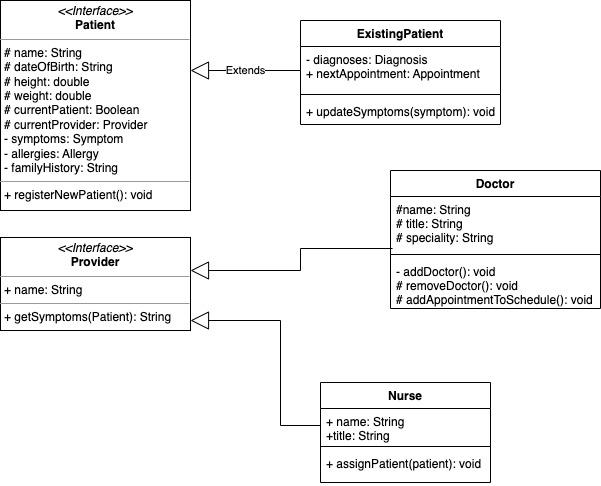 <<Interface>>
Patient
# name: String
# dateOfBirth: String
# height: double
# weight: double
# currentPatient: Boolean
# currentProvider: Provider
- symptoms: Symptom
- allergies: Allergy
- familyHistory: String
+ registerNewPatient(): void
Extends
ExistingPatient
- diagnoses: Diagnosis
+ nextAppointment: Appointment
+ updateSymptoms(symptom): void
Doctor
#name: String
# title: String
# speciality: String
- addDoctor(): void
# removeDoctor(): void
# addAppointmentToSchedule(): void
<<Interface>>
Provider
+ name: String
+ getSymptoms(Patient): String
Nurse
+ name: String
+title: String
+ assignPatient(patient): void